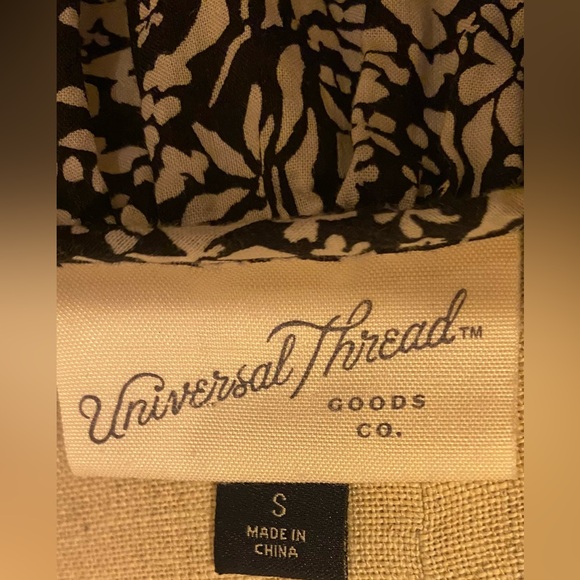 Universal Thread™
GOODS
CO.
S
MADE IN
CHINA